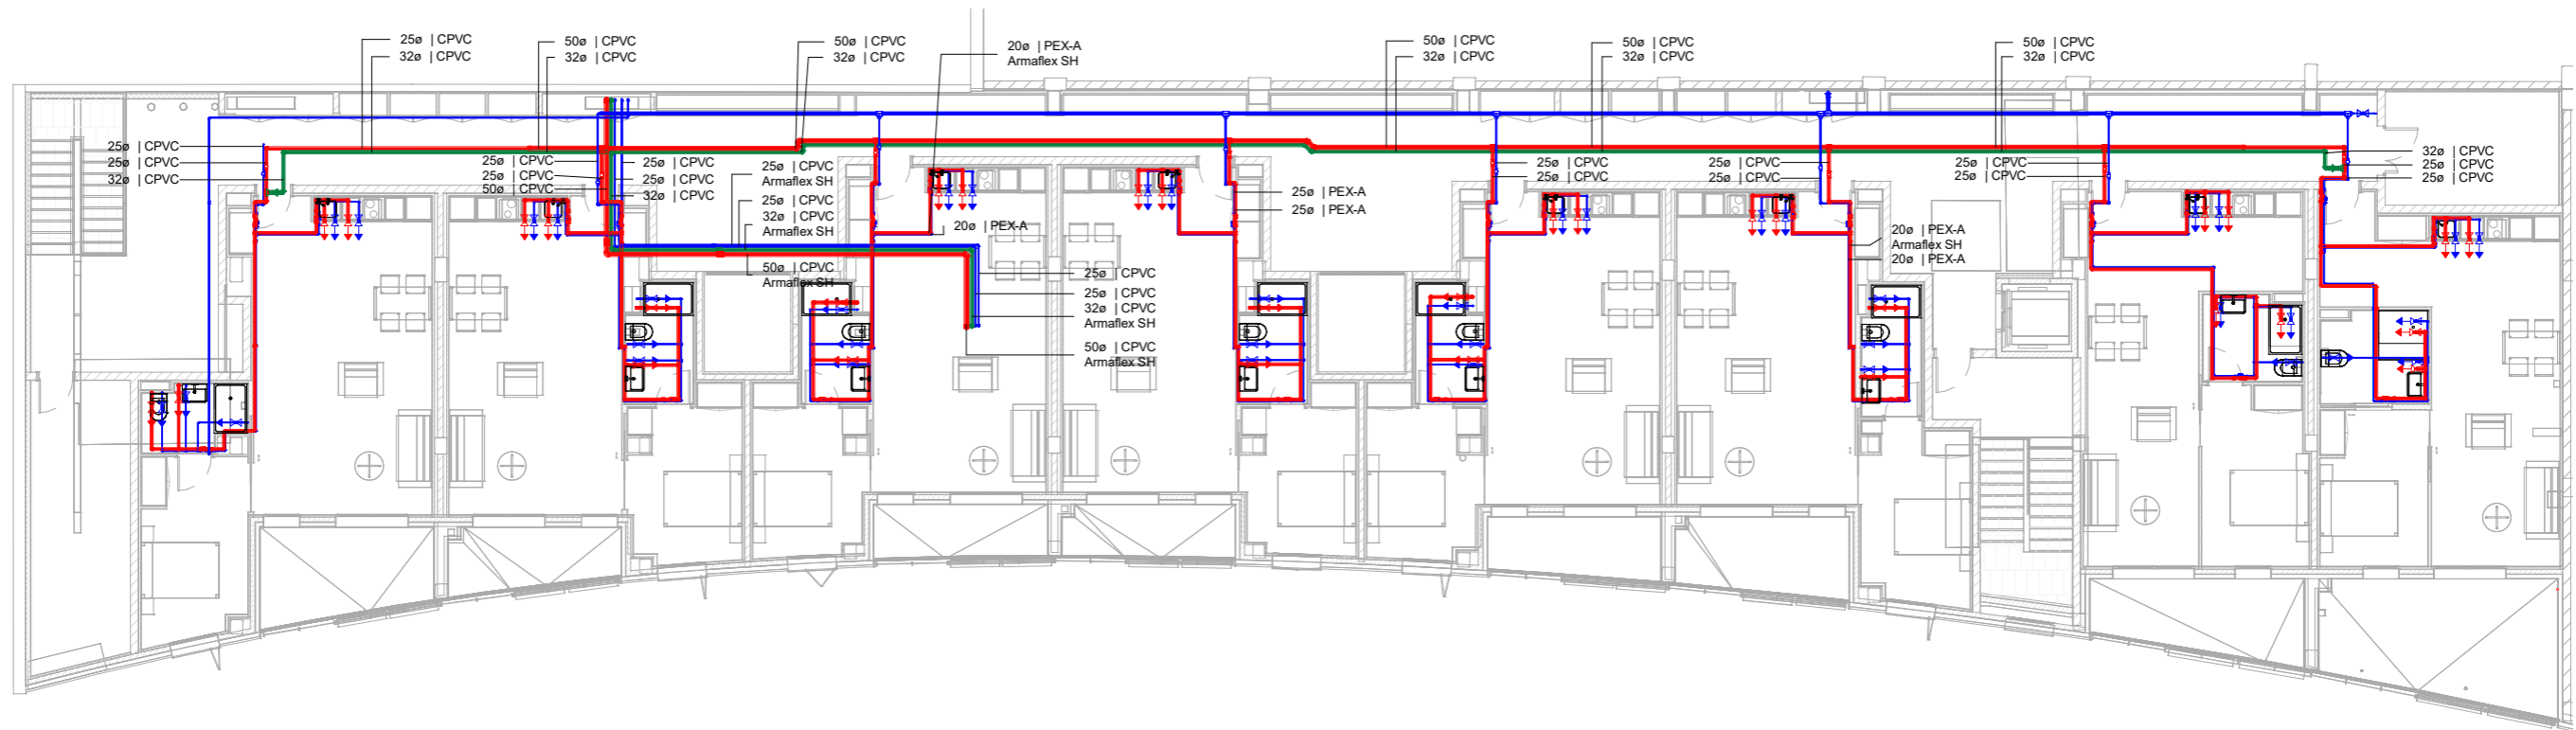 25ø | CPVC
32ø | CPVC
50ø | CPVC
32ø | CPVC
50ø | CPVC
32ø | CPVC
20ø | PEX-A
Armaflex SH
50ø | CPVC
32ø | CPVC
50ø | CPVC
32ø | CPVC
50ø | CPVC
32ø | CPVC
25ø | CPVC
25ø | CPVC
32ø | CPVC
25ø | CPVC
25ø | CPVC
50ø | CPVC
25ø | CPVC
25ø | CPVC
32ø | CPVC
25ø | CPVC
Armaflex SH
25ø | CPVC
32ø | CPVC
Armaflex SH
50ø | CPVC
Armaflex SH
20ø | PEX-A
25ø | CPVC
25ø | CPVC
32ø | CPVC
Armaflex SH
50ø | CPVC
Armaflex SH
25ø | PEX-A
25ø | PEX-A
25ø | CPVC
25ø | CPVC
25ø | CPVC
25ø | CPVC
20ø | PEX-A
Armaflex SH
20ø | PEX-A
25ø | CPVC
25ø | CPVC
32ø | CPVC
25ø | CPVC
25ø | CPVC